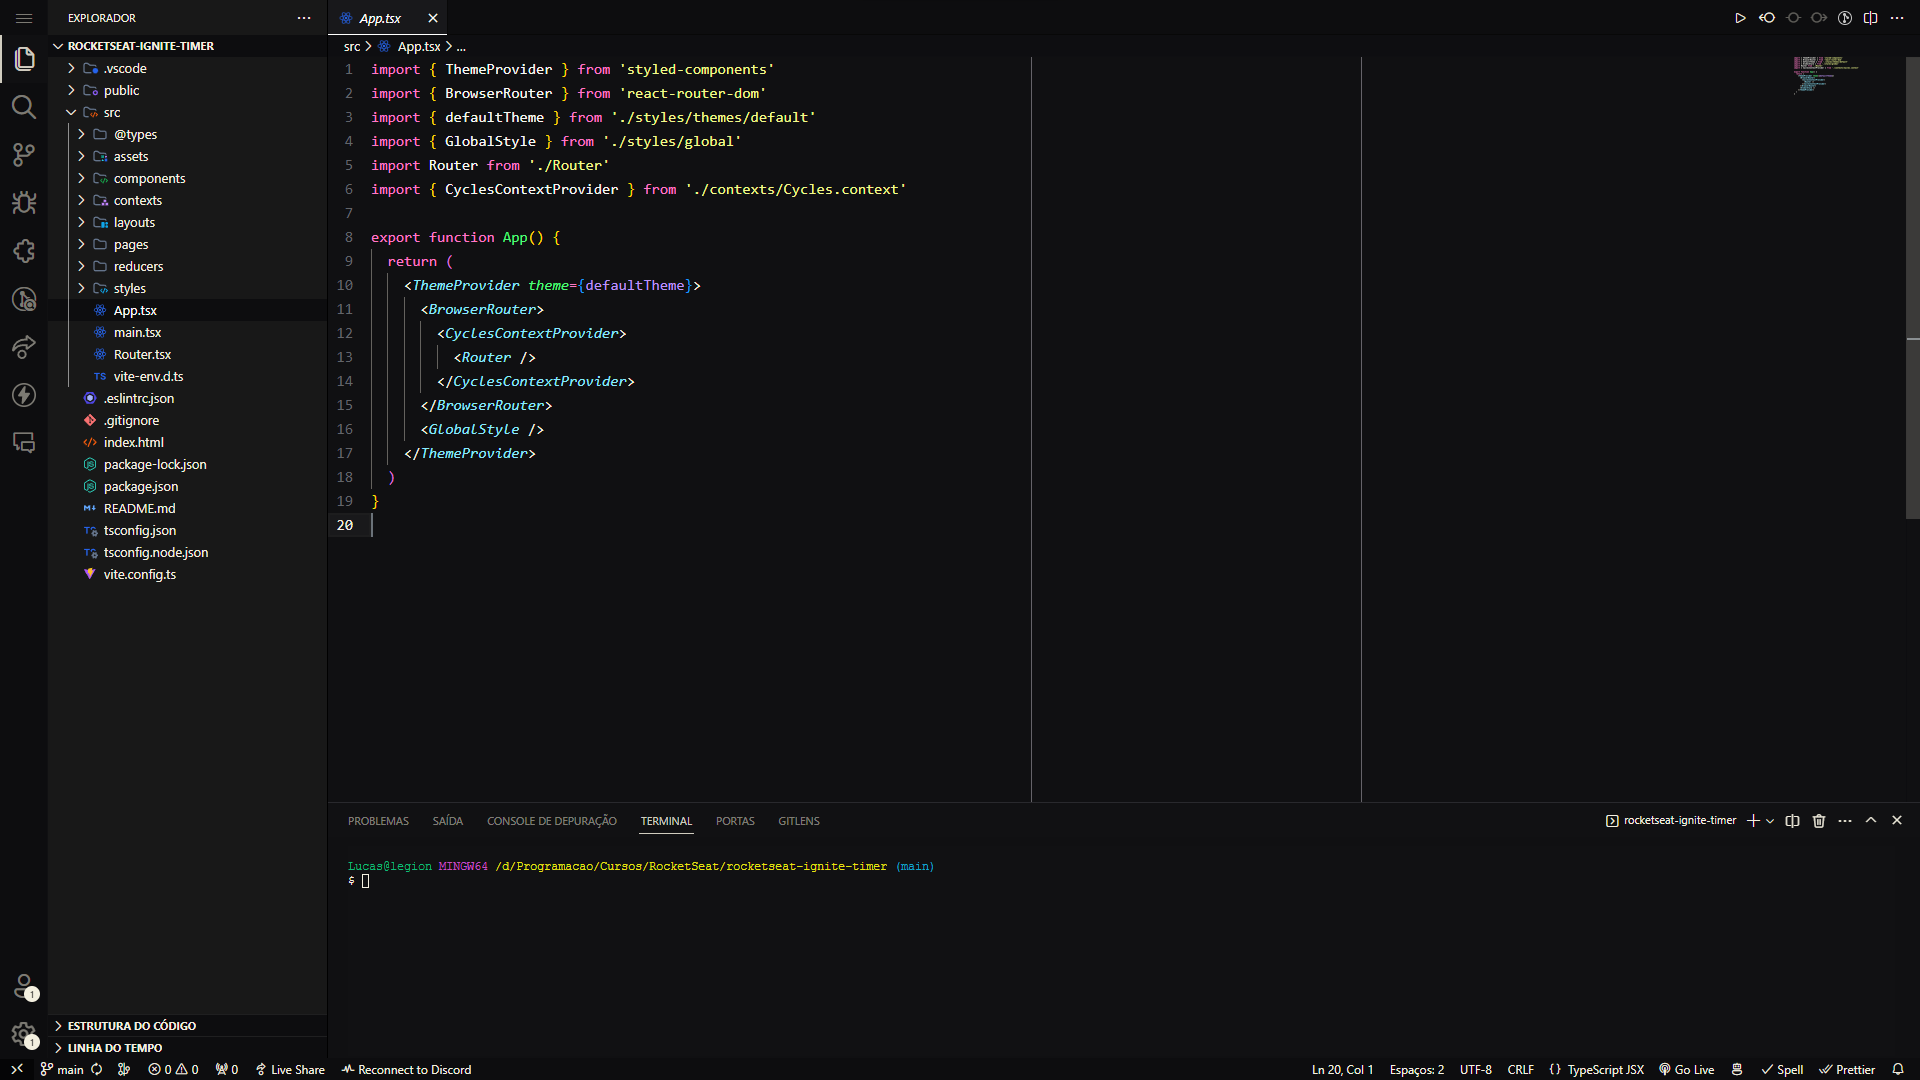 EXPLORADOR
ROCKETSEAT-IGNITE-TIMER
.vscode
public
src
@types
assets
components
contexts
layouts
pages
reducers
styles
App.tsx
main.tsx
Router.tsx
TS vite-env.d.ts
.eslintrc.json
.gitignore
index.html
package-lock.json
package.json
README.md
tsconfig.json
tsconfig.node.json
vite.config.ts
ESTRUTURA DO CÓDIGO
LINHA DO TEMPO
1
1
App.tsx
src > App.tsx > ...
1 import { ThemeProvider } from 'styled-components'
2 import { BrowserRouter } from 'react-router-dom'
3 import { defaultTheme } from './styles/themes/default'
4 import { GlobalStyle } from './styles/global'
5 import Router from './Router'
6 import { CyclesContextProvider } from './contexts/Cycles.context'
7
8 export function App() {
9 return (
10 <ThemeProvider theme={defaultTheme}>
11 <BrowserRouter>
12 <CyclesContextProvider>
13 <Router />
14 </CyclesContextProvider>
15 </BrowserRouter>
16 <GlobalStyle />
17 </ThemeProvider>
18 )
19 }
20
PROBLEMAS SAÍDA CONSOLE DE DEPURAÇÃO TERMINAL PORTAS GITLENS
rocketseat-ignite-timer
Lucas@legion MINGW64 /d/Programacao/Cursos/RocketSeat/rocketseat-ignite-timer (main)
$
main 0 0 0 Live Share Reconnect to Discord Ln 20, Col 1 Espaços: 2 UTF-8 CRLF {} TypeScript JSX Go Live Spell Prettier